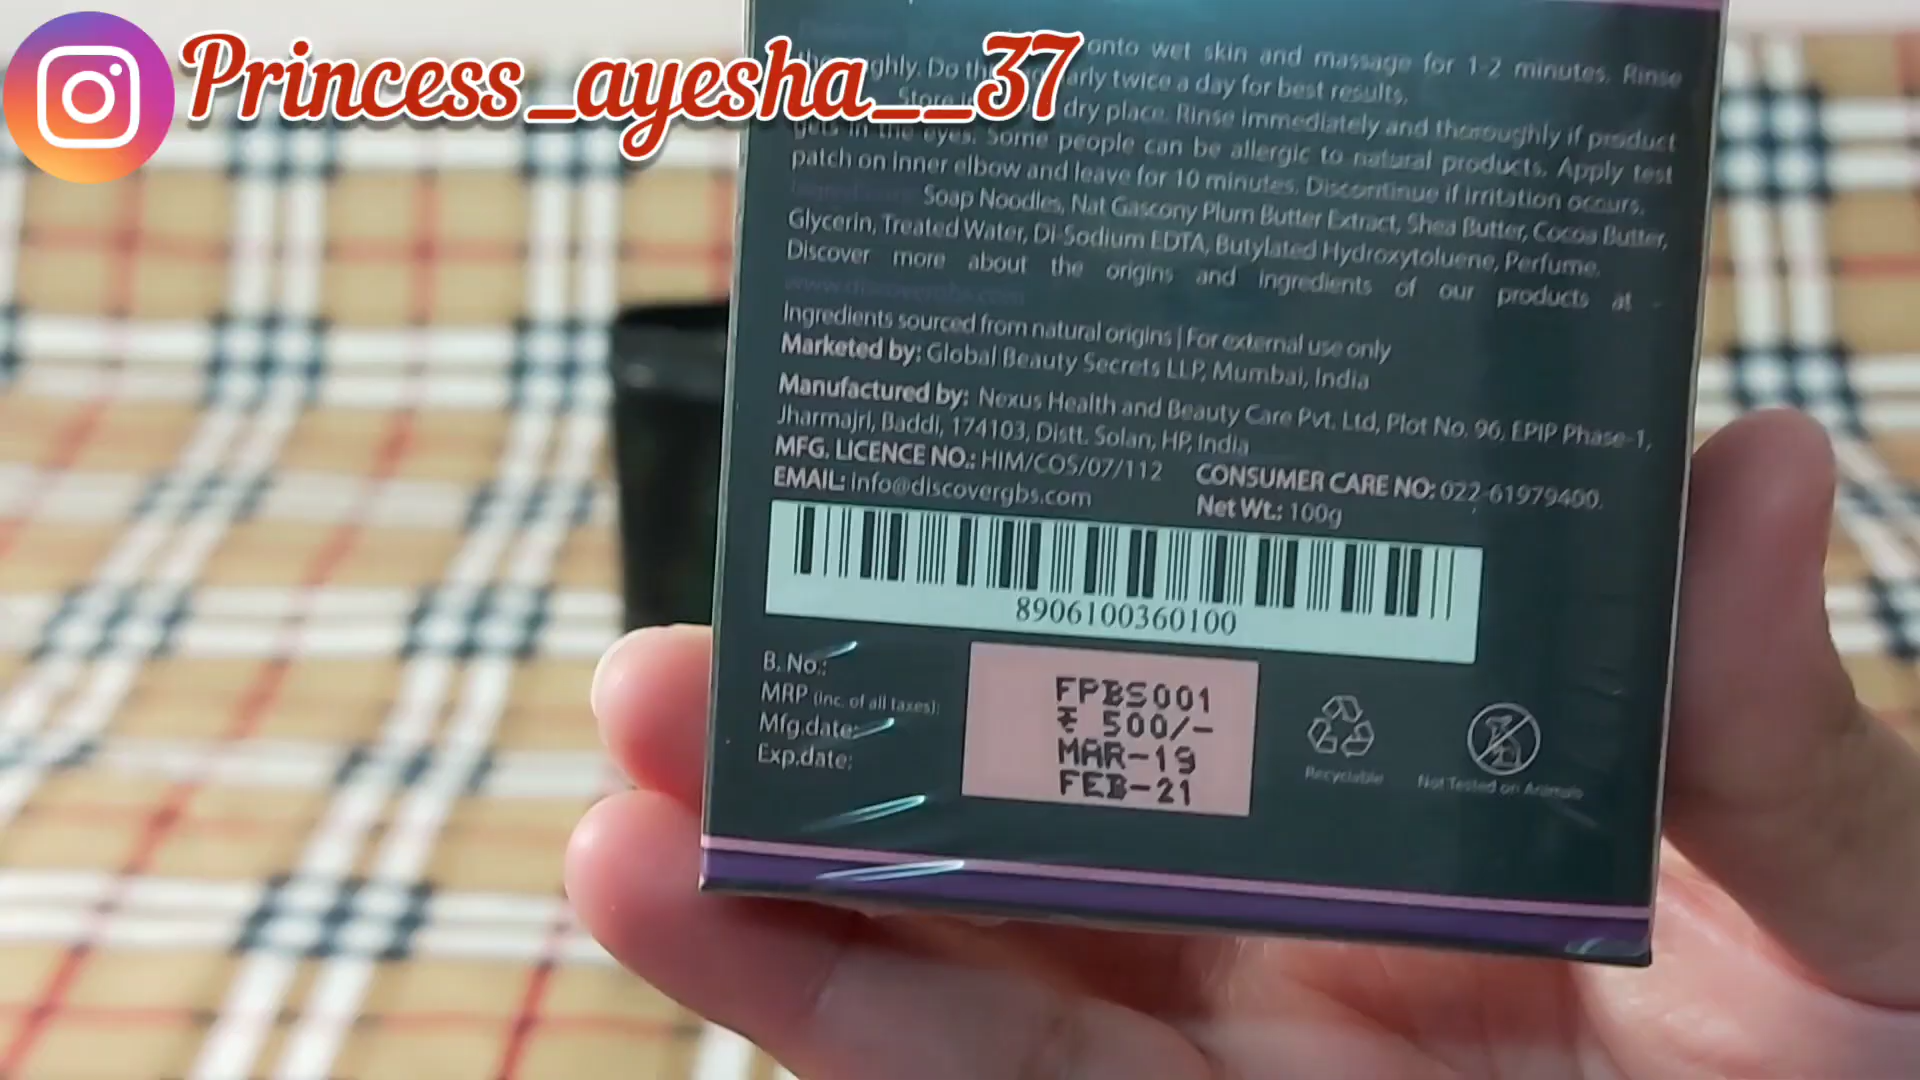 Princess_ayesha__37
onto wet skin and massage for 1-2 minutes. Rinse
twice a day for best results.
Store dry place. Rinse immediately and thoroughly if product
gets in the eyes. Some people can be allergic to natural products. Apply test
patch on inner elbow and leave for 10 minutes. Discontinue if irritation occurs.
Soap Noodles, Nat Gascony Plum Butter Extract, Shea Butter, Cocoa Butter,
Glycerin, Treated Water, Di-Sodium EDTA, Butylated Hydroxytoluene, Perfume.
Discover more about the origins and ingredients of our products at -
www.discovergbs.com
Ingredients sourced from natural origins | For external use only
Marketed by: Global Beauty Secrets LLP, Mumbai, India
Manufactured by: Nexus Health and Beauty Care Pvt. Ltd, Plot No. 96, EPIP Phase-1,
Jharmajri, Baddi, 174103, Distt. Solan, HP, India
MFG. LICENCE NO.: HIM/COS/07/112 CONSUMER CARE NO: 022-61979400.
EMAIL: info@discovergbs.com Net Wt.: 100g
8906100360100
B. No.: FPBS001
MRP (inc. of all taxes): ₹ 500/-
Mfg.date: MAR-19
Exp.date: FEB-21
Recyclable
Not Tested on Animals